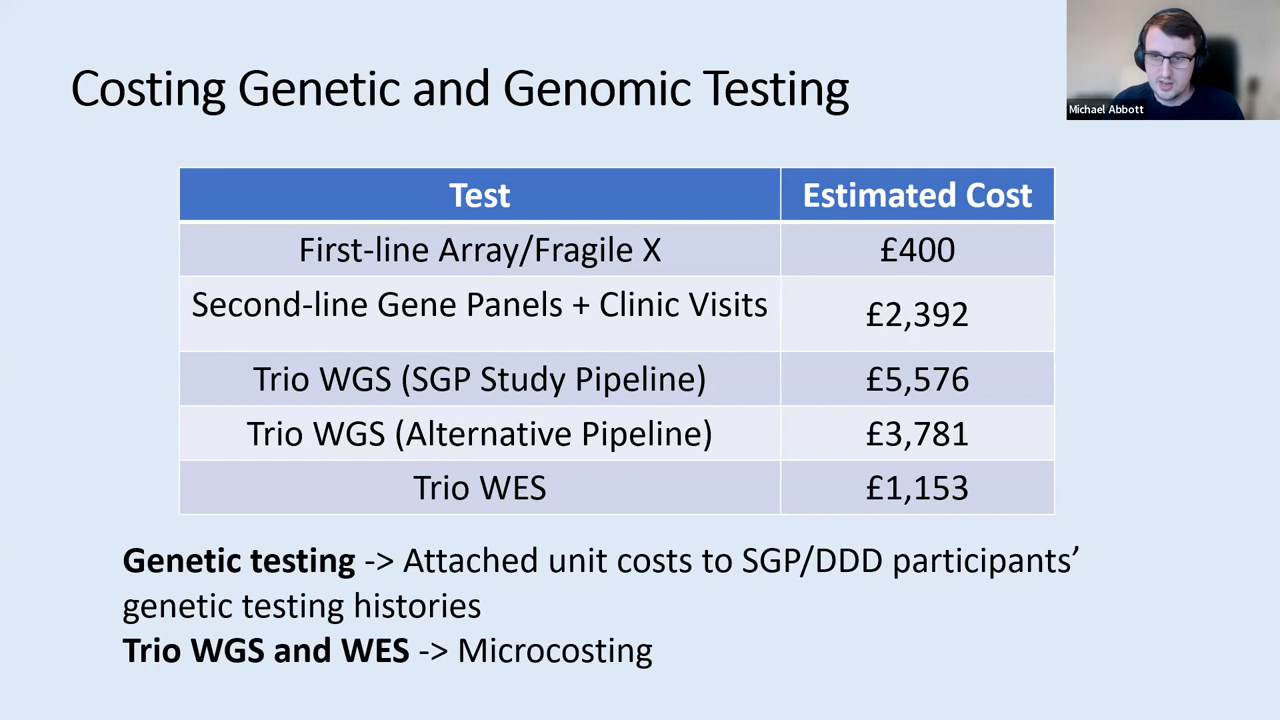 Costing Genetic and Genomic Testing
Michael Abbott
Test Estimated Cost
First-line Array/Fragile X £400
Second-line Gene Panels + Clinic Visits £2,392
Trio WGS (SGP Study Pipeline) £5,576
Trio WGS (Alternative Pipeline) £3,781
Trio WES £1,153
Genetic testing -> Attached unit costs to SGP/DDD participants’
genetic testing histories
Trio WGS and WES -> Microcosting